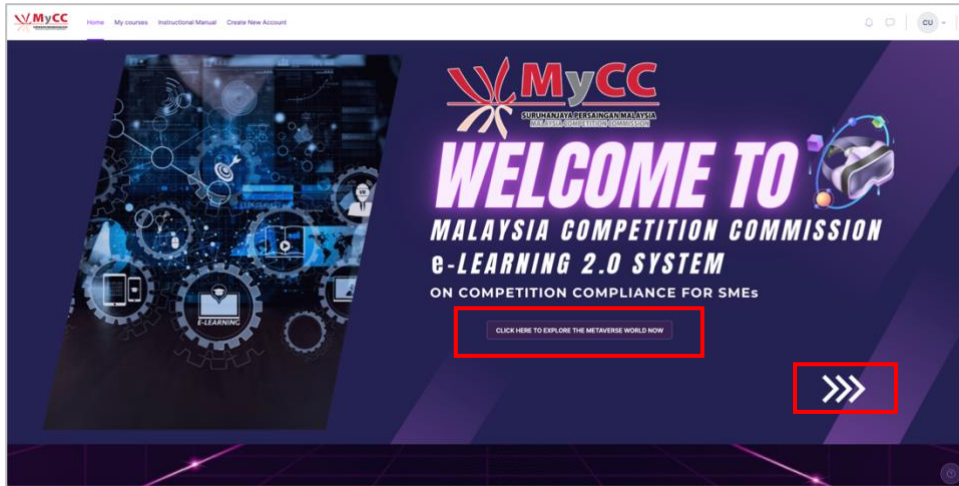 MyCC
Home My courses Instructional Manual Create New Account
CU
MyCC
SURUHANJAYA PERSAINGAN MALAYSIA
MALAYSIA COMPETITION COMMISSION
WELCOME TO
MALAYSIA COMPETITION COMMISSION
e-LEARNING 2.0 SYSTEM
ON COMPETITION COMPLIANCE FOR SMEs
CLICK HERE TO EXPLORE THE METAVERSE WORLD NOW
E-LEARNING